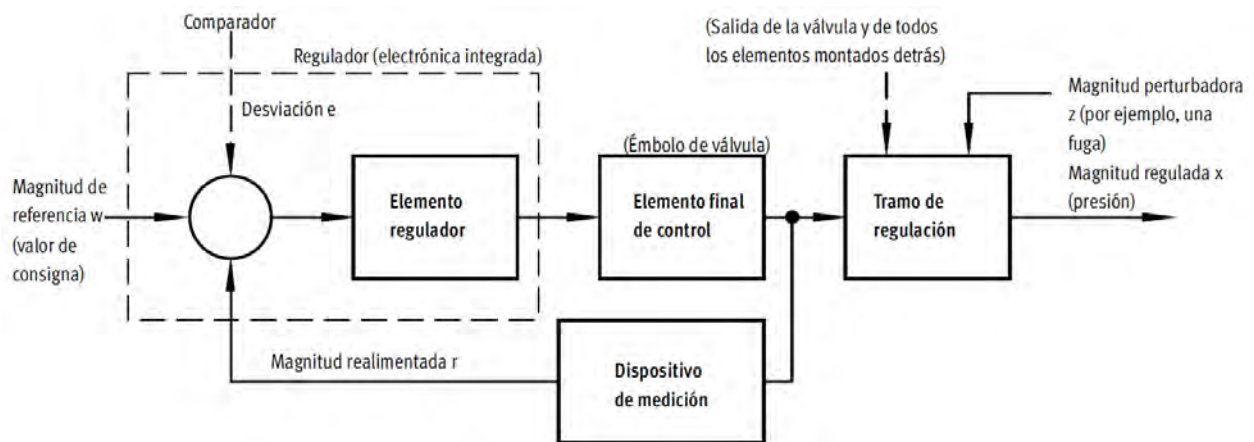 Comparador
Regulador (electrónica integrada)
Desviación e
Magnitud de
referencia w
(valor de
consigna)
Elemento
regulador
(Émbolo de válvula)
Elemento final
de control
(Salida de la válvula y de todos
los elementos montados detrás)
Tramo de
regulación
Magnitud perturbadora
z (por ejemplo, una
fuga)
Magnitud regulada x
(presión)
Magnitud realimentada r
Dispositivo
de medición